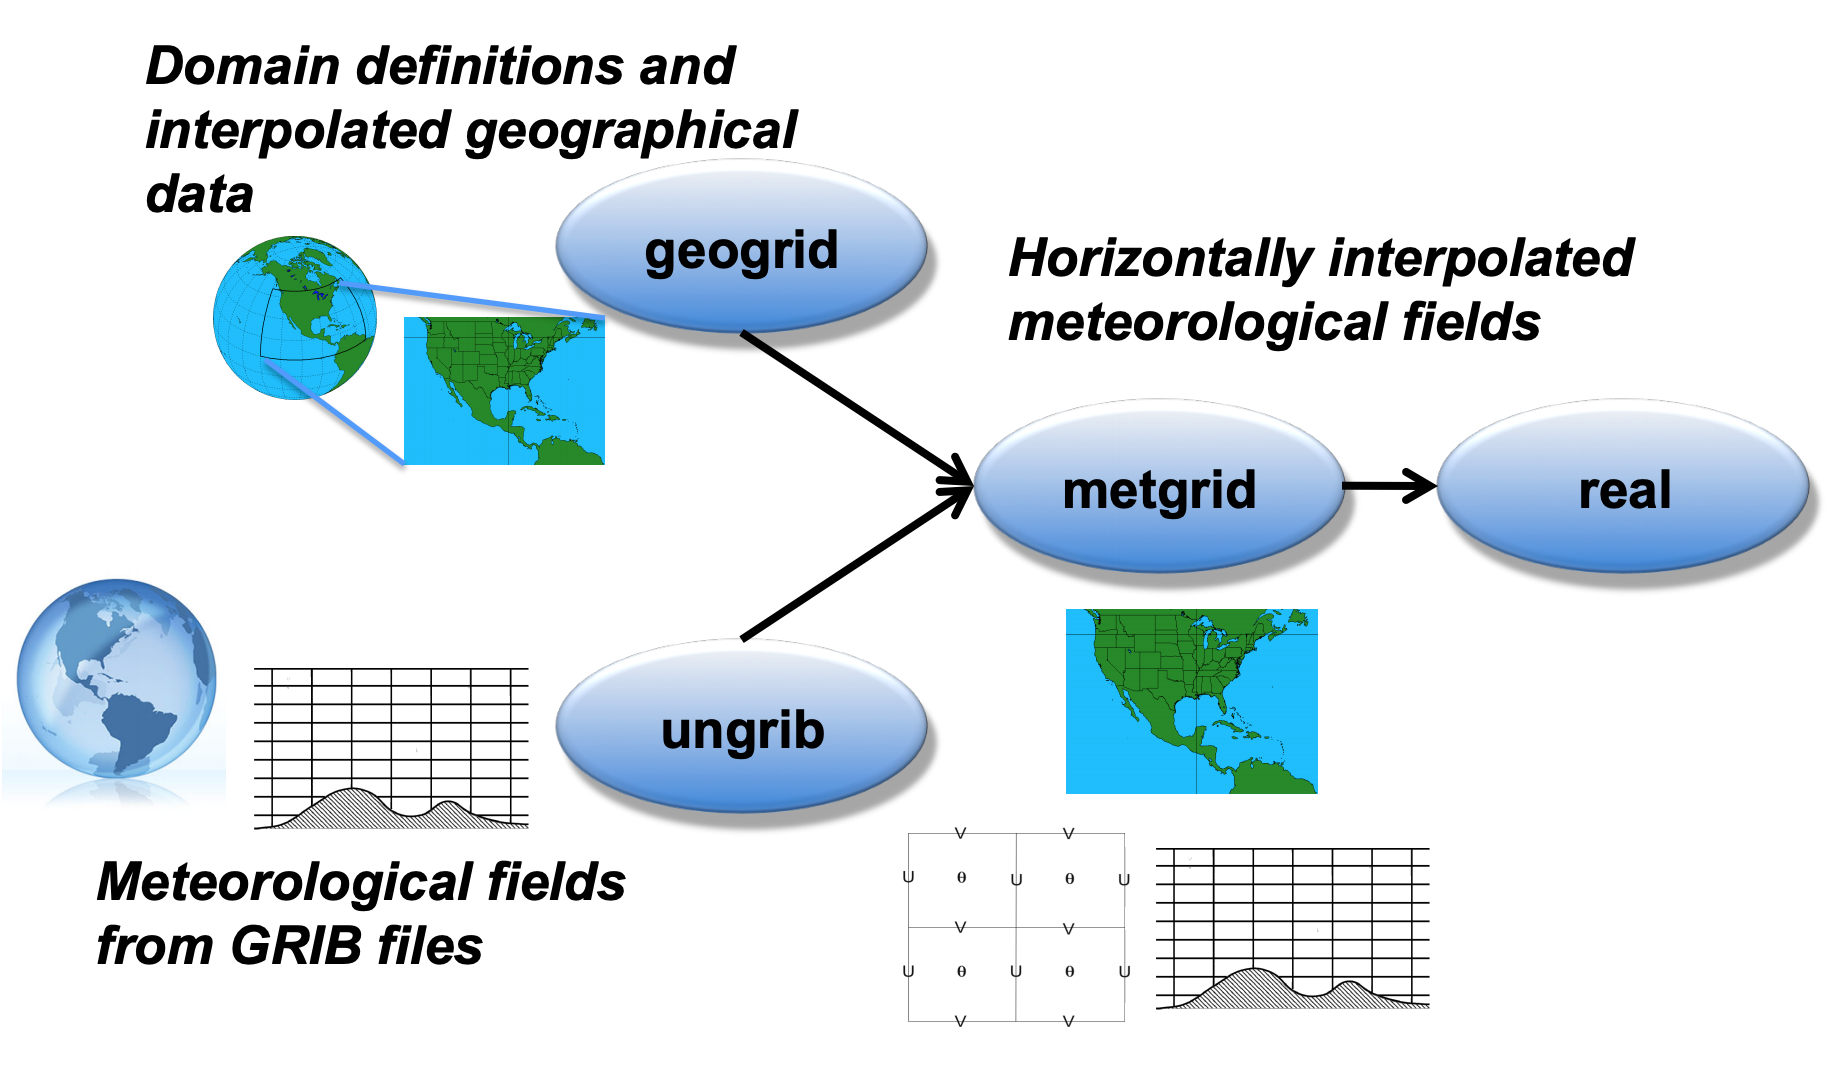 Domain definitions and
interpolated geographical
data
geogrid
Horizontally interpolated
meteorological fields
metgrid
real
ungrib
Meteorological fields
from GRIB files
V V
U θ U θ U
V V
U θ U θ U
V V